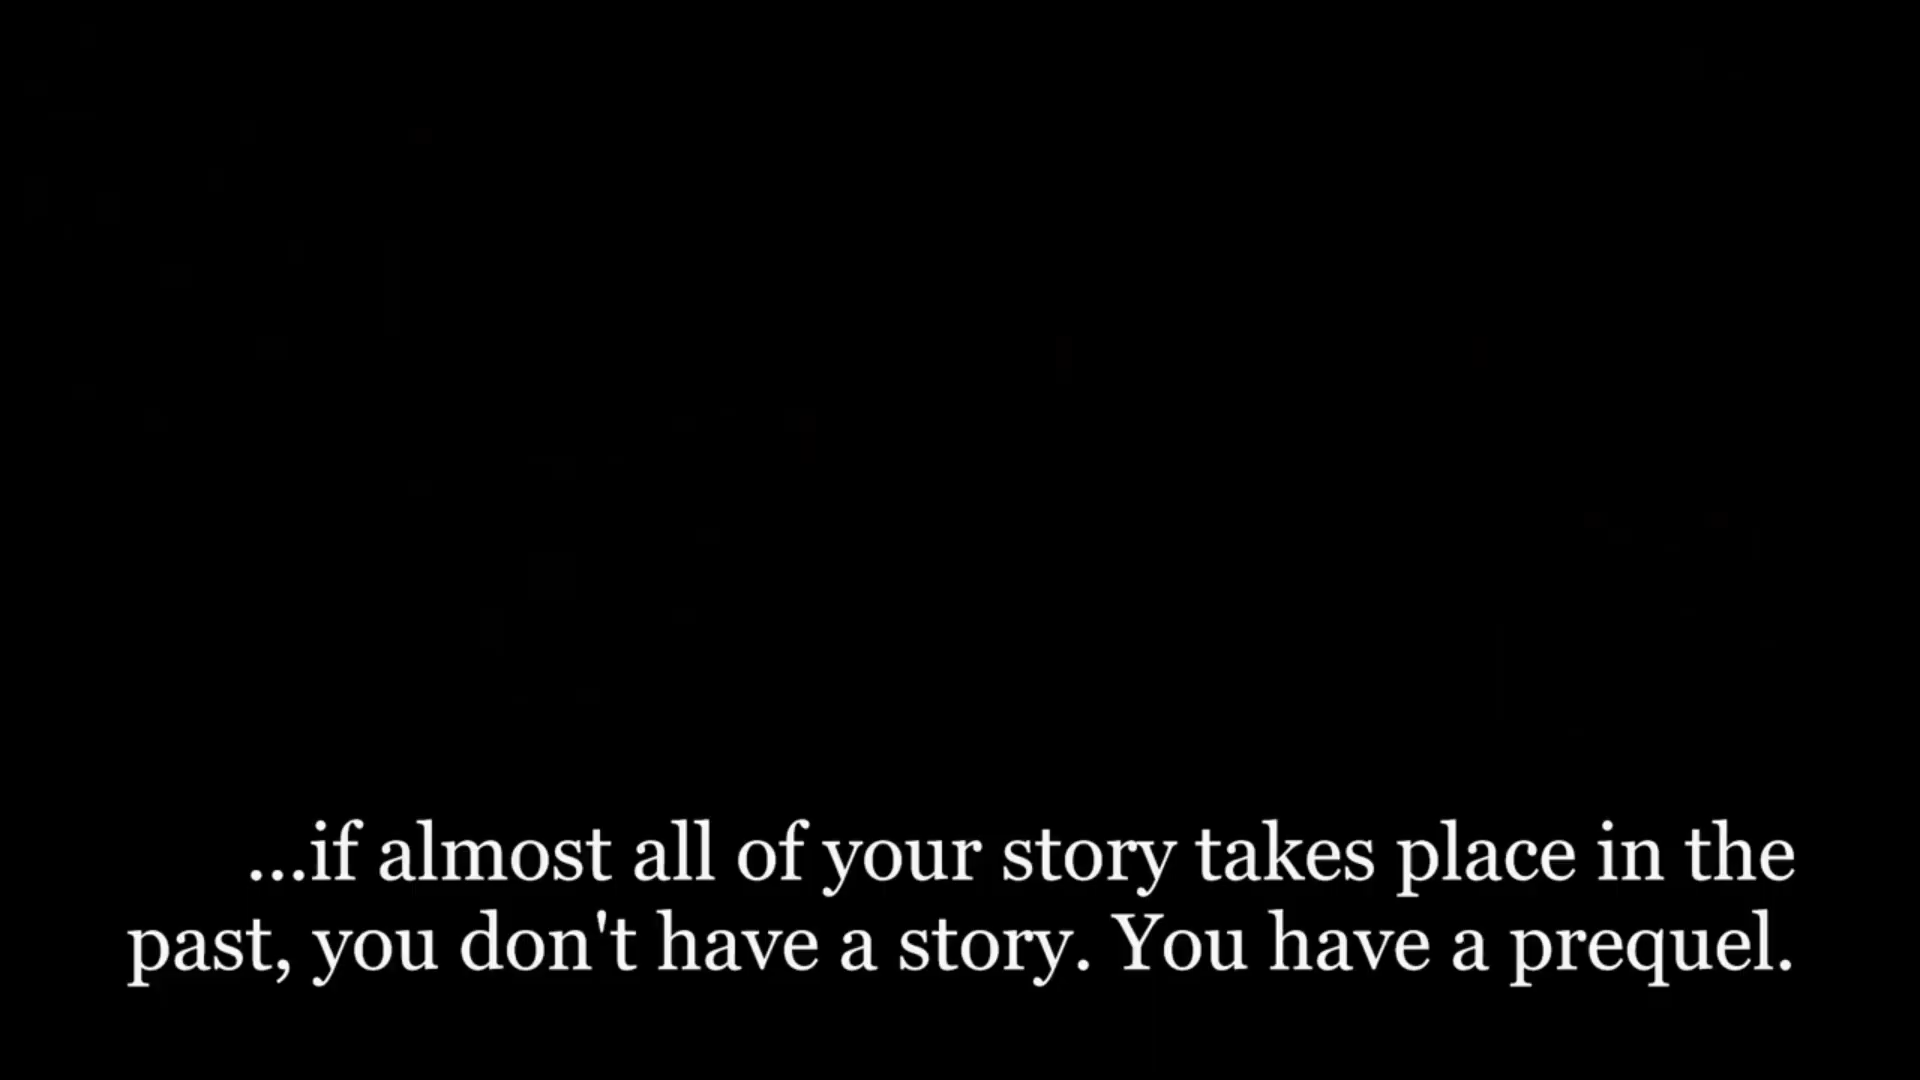 ...if almost all of your story takes place in the
past, you don't have a story. You have a prequel.